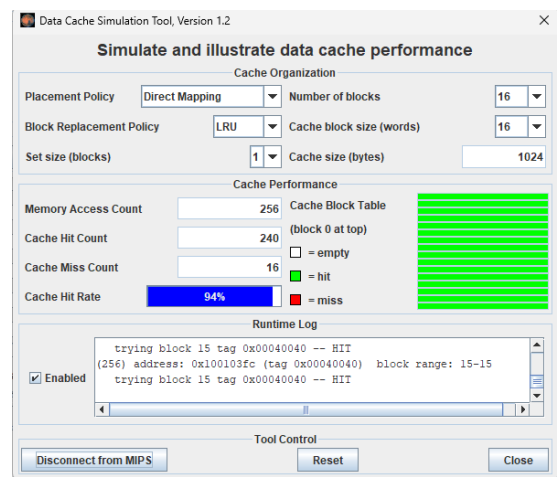 Data Cache Simulation Tool, Version 1.2
Simulate and illustrate data cache performance
Cache Organization
Placement Policy Direct Mapping Number of blocks 16
Block Replacement Policy LRU Cache block size (words) 16
Set size (blocks) 1 Cache size (bytes) 1024
Cache Performance
Memory Access Count 256 Cache Block Table
(block 0 at top)
Cache Hit Count 240
= empty
Cache Miss Count 16
= hit
Cache Hit Rate 94%
= miss
Runtime Log
Enabled
trying block 15 tag 0x00040040 -- HIT
(256) address: 0x100103fc (tag 0x00040040) block range: 15-15
trying block 15 tag 0x00040040 -- HIT
Tool Control
Disconnect from MIPS Reset Close